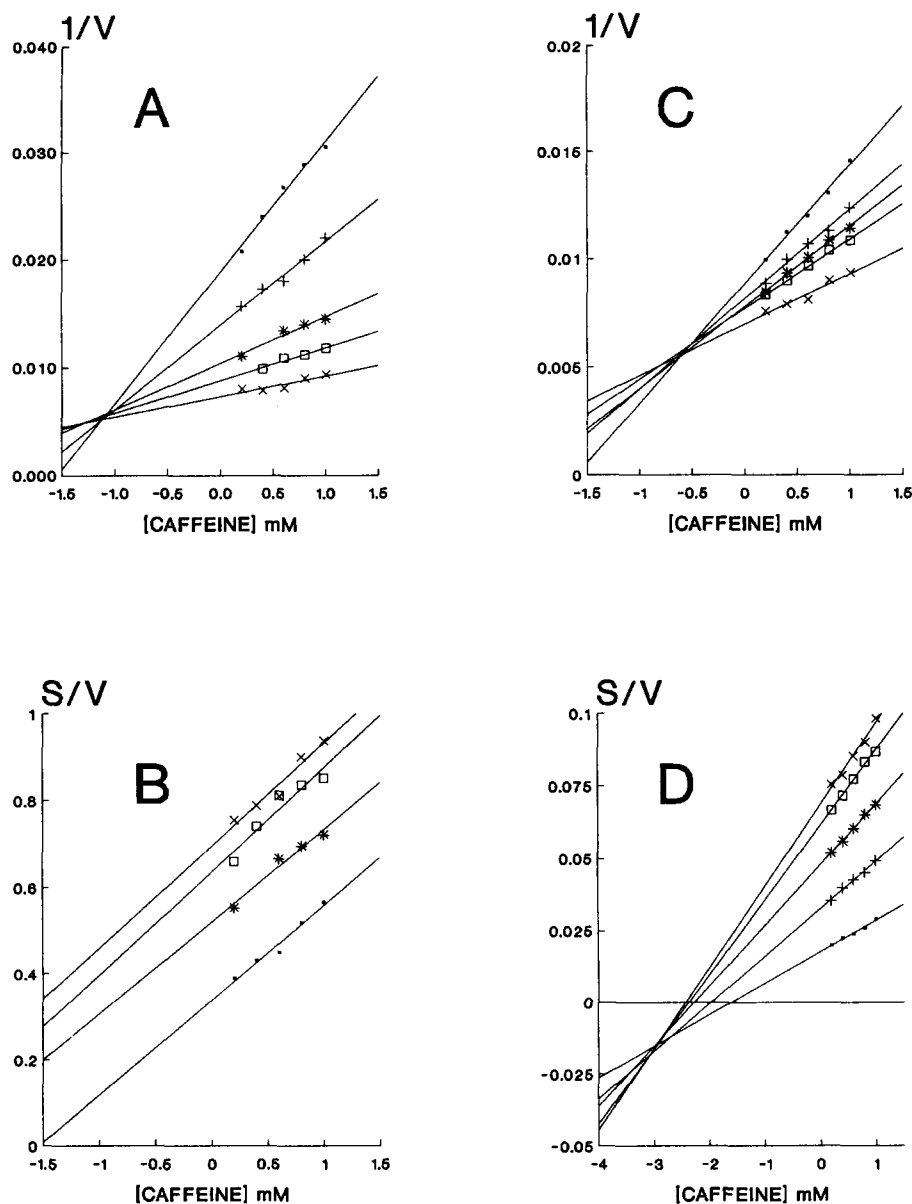 1/V
A
0.040
0.030
0.020
0.010
0.000
-1.5 -1.0 -0.5 0.0 0.5 1.0 1.5
[CAFFEINE] mM
1/V
C
0.02
0.015
0.01
0.005
0
-1.5 -1 -0.5 0 0.5 1 1.5
[CAFFEINE] mM
S/V
B
1
0.8
0.6
0.4
0.2
0
-1.5 -1 -0.5 0 0.5 1 1.5
[CAFFEINE] mM
S/V
D
0.1
0.075
0.05
0.025
0
-0.025
-0.05
-4 -3 -2 -1 0 1
[CAFFEINE] mM